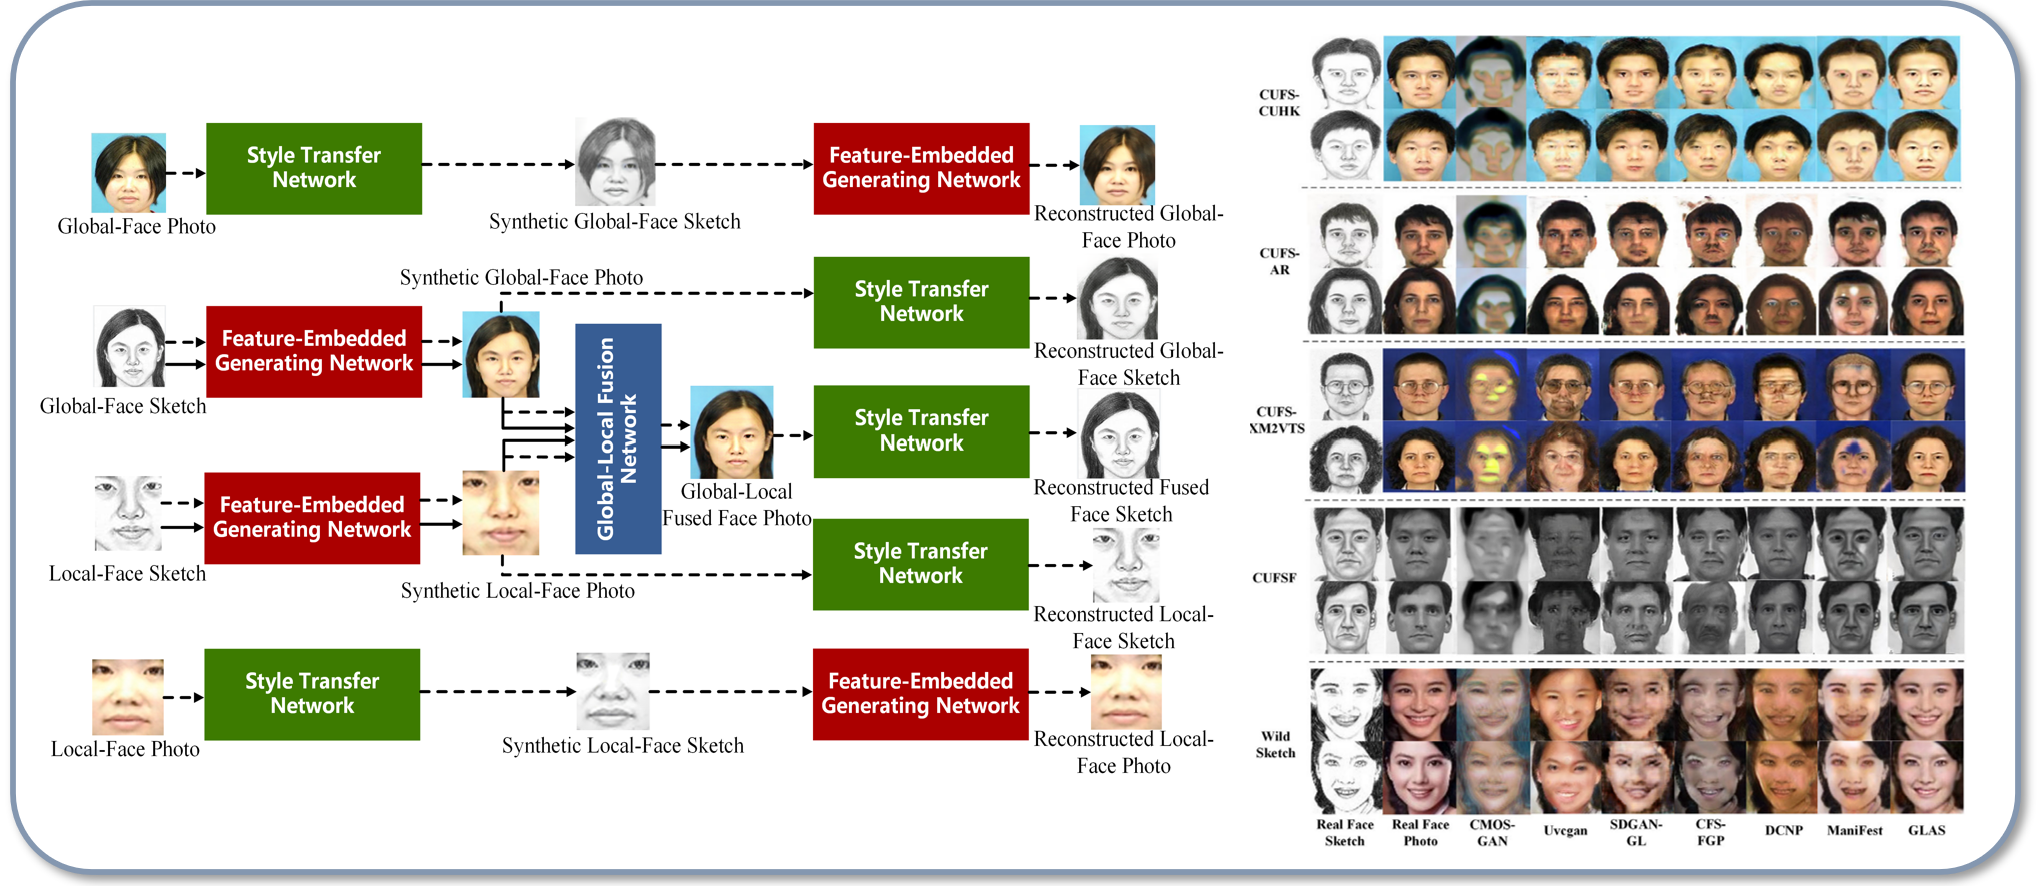 Style Transfer
Network
Feature-Embedded
Generating Network
Global-Face Photo
Synthetic Global-Face Sketch
Reconstructed Global-
Face Photo
Synthetic Global-Face Photo
Style Transfer
Network
Feature-Embedded
Generating Network
Global-Local Fusion
Network
Reconstructed Global-
Face Sketch
Global-Face Sketch
Style Transfer
Network
Feature-Embedded
Generating Network
Global-Local
Fused Face Photo
Reconstructed Fused
Face Sketch
Local-Face Sketch
Synthetic Local-Face Photo
Style Transfer
Network
Reconstructed Local-
Face Sketch
Style Transfer
Network
Feature-Embedded
Generating Network
Local-Face Photo
Synthetic Local-Face Sketch
Reconstructed Local-
Face Photo
CUFS-
CUHK
CUFS-
AR
CUFS-
XM2VTS
CUFSF
Wild
Sketch
Real Face
Sketch
Real Face
Photo
CMOS-
GAN
Uvcgan
SDGAN-
GL
CFS-
FGP
DCNP
ManiFest
GLAS